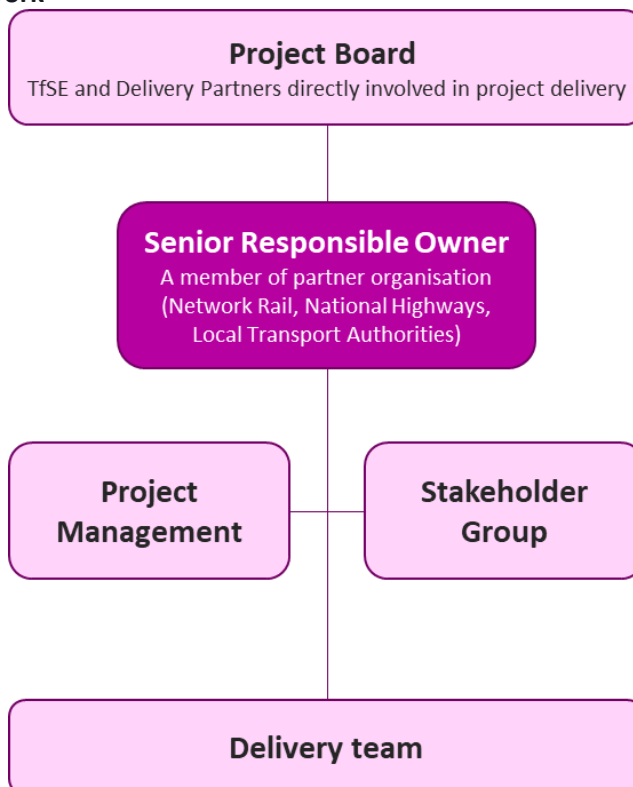 Project Board
TfSE and Delivery Partners directly involved in project delivery
Senior Responsible Owner
A member of partner organisation
(Network Rail, National Highways,
Local Transport Authorities)
Project
Management
Stakeholder
Group
Delivery team